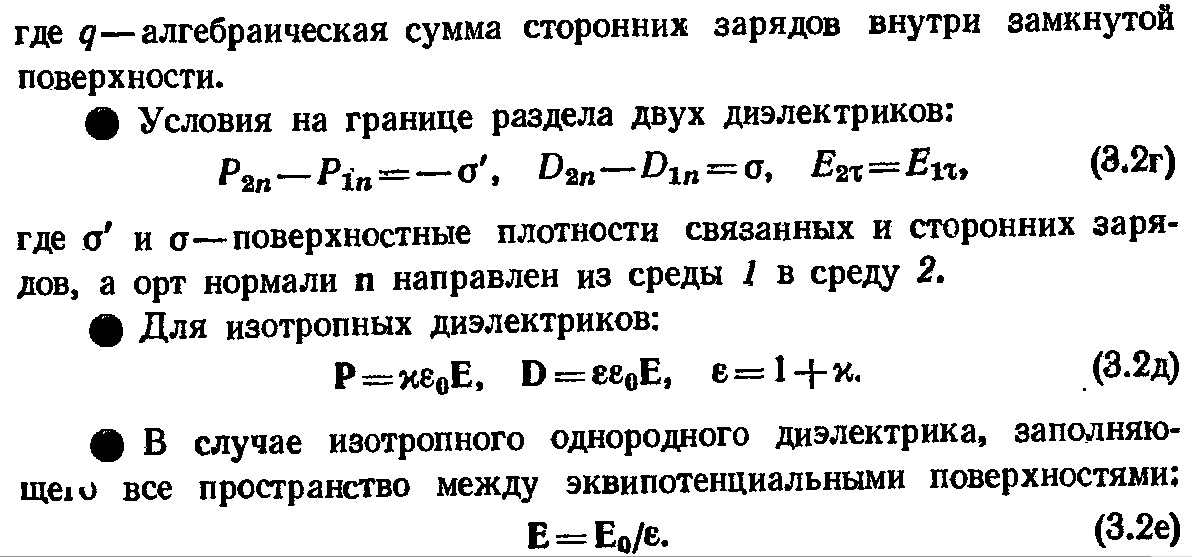 где q—алгебраическая сумма сторонних зарядов внутри замкнутой
поверхности.
● Условия на границе раздела двух диэлектриков:
P₂ₙ—P₁ₙ=—σ′, D₂ₙ—D₁ₙ=σ, E₂τ=E₁τ, (3.2г)
где σ′ и σ—поверхностные плотности связанных и сторонних заря-
дов, а орт нормали n направлен из среды 1 в среду 2.
● Для изотропных диэлектриков:
P=ϰε₀E, D=εε₀E, ε=1+ϰ. (3.2д)
● В случае изотропного однородного диэлектрика, заполняю-
щего все пространство между эквипотенциальными поверхностями:
E=E₀/ε. (3.2е)